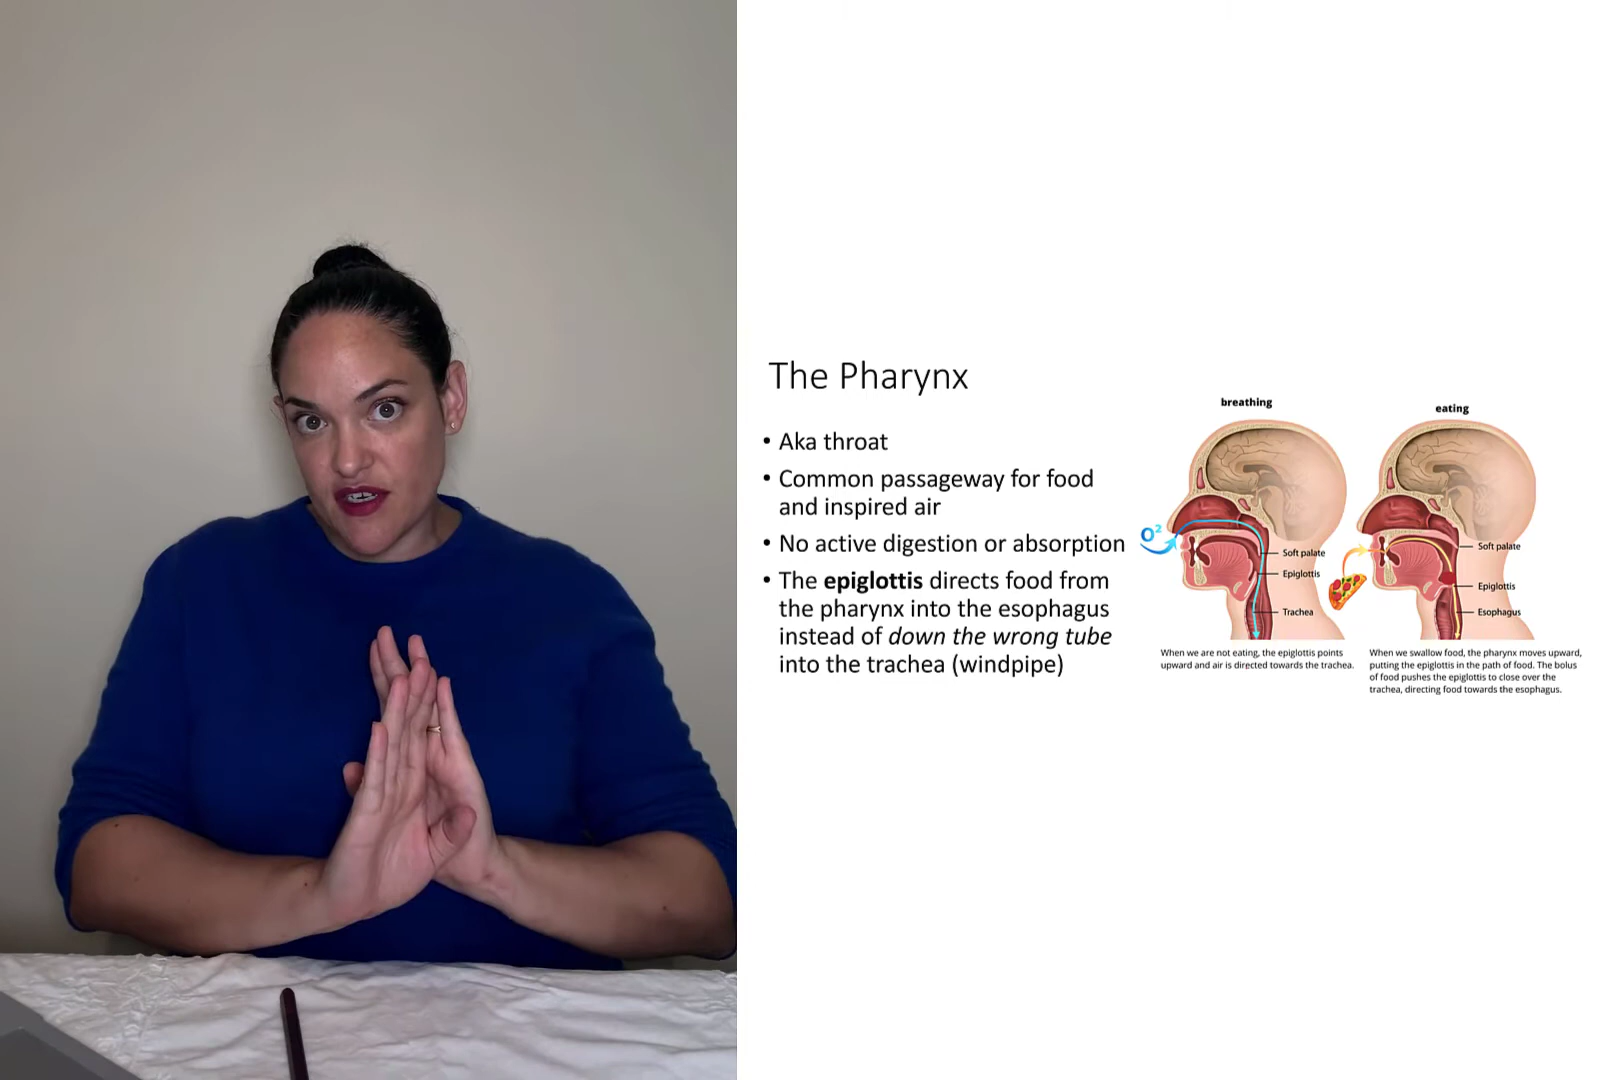 The Pharynx
• Aka throat
• Common passageway for food
and inspired air
• No active digestion or absorption
• The epiglottis directs food from
the pharynx into the esophagus
instead of down the wrong tube
into the trachea (windpipe)
breathing
O²
Soft palate
Epiglottis
Trachea
When we are not eating, the epiglottis points
upward and air is directed towards the trachea.
eating
Soft palate
Epiglottis
Esophagus
When we swallow food, the pharynx moves upward,
putting the epiglottis in the path of food. The bolus
of food pushes the epiglottis to close over the
trachea, directing food towards the esophagus.